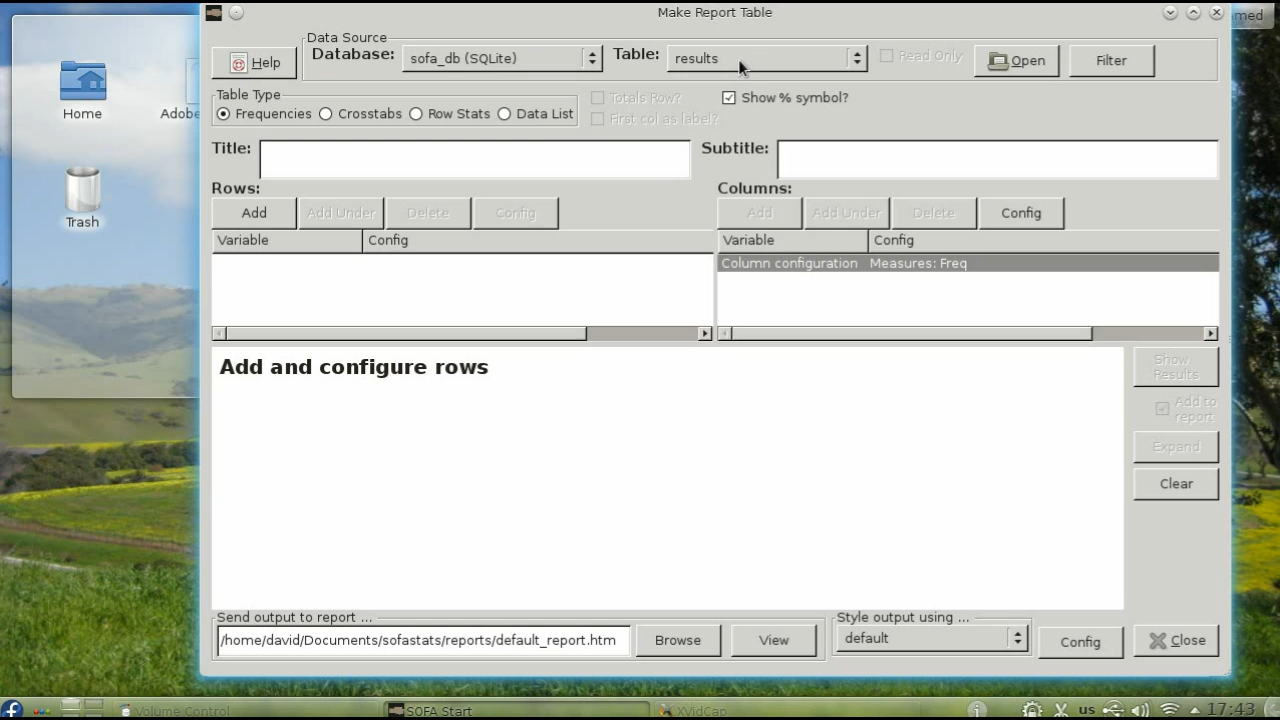 Make Report Table
med
Data Source
Help
Database:
sofa_db (SQLite)
Table:
results
Read Only
Open
Filter
Home
Adobe
Table Type
Frequencies
Crosstabs
Row Stats
Data List
Totals Row?
First col as label?
Show % symbol?
Title:
Subtitle:
Trash
Rows:
Columns:
Add
Add Under
Delete
Config
Add
Add Under
Delete
Config
Variable
Config
Variable
Config
Column configuration
Measures: Freq
Add and configure rows
Show
Results
Add to
report
Expand
Clear
Send output to report ...
/home/david/Documents/sofastats/reports/default_report.htm
Browse
View
Style output using ...
default
Config
Close
Volume Control
SOFA Start
XVidCap
us
17:43